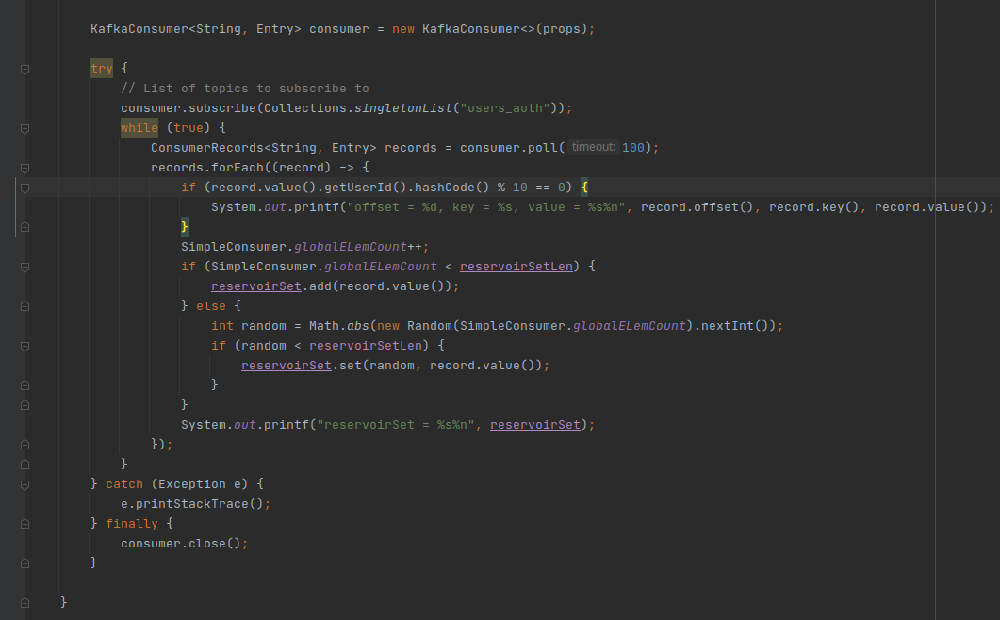 KafkaConsumer<String, Entry> consumer = new KafkaConsumer<>(props);
try {
// List of topics to subscribe to
consumer.subscribe(Collections.singletonList("users_auth"));
while (true) {
ConsumerRecords<String, Entry> records = consumer.poll( timeout: 100);
records.forEach((record) -> {
if (record.value().getUserId().hashCode() % 10 == 0) {
System.out.printf("offset = %d, key = %s, value = %s%n", record.offset(), record.key(), record.value());
}
SimpleConsumer.globalELemCount++;
if (SimpleConsumer.globalELemCount < reservoirSetLen) {
reservoirSet.add(record.value());
} else {
int random = Math.abs(new Random(SimpleConsumer.globalELemCount).nextInt());
if (random < reservoirSetLen) {
reservoirSet.set(random, record.value());
}
}
System.out.printf("reservoirSet = %s%n", reservoirSet);
});
}
} catch (Exception e) {
e.printStackTrace();
} finally {
consumer.close();
}
}